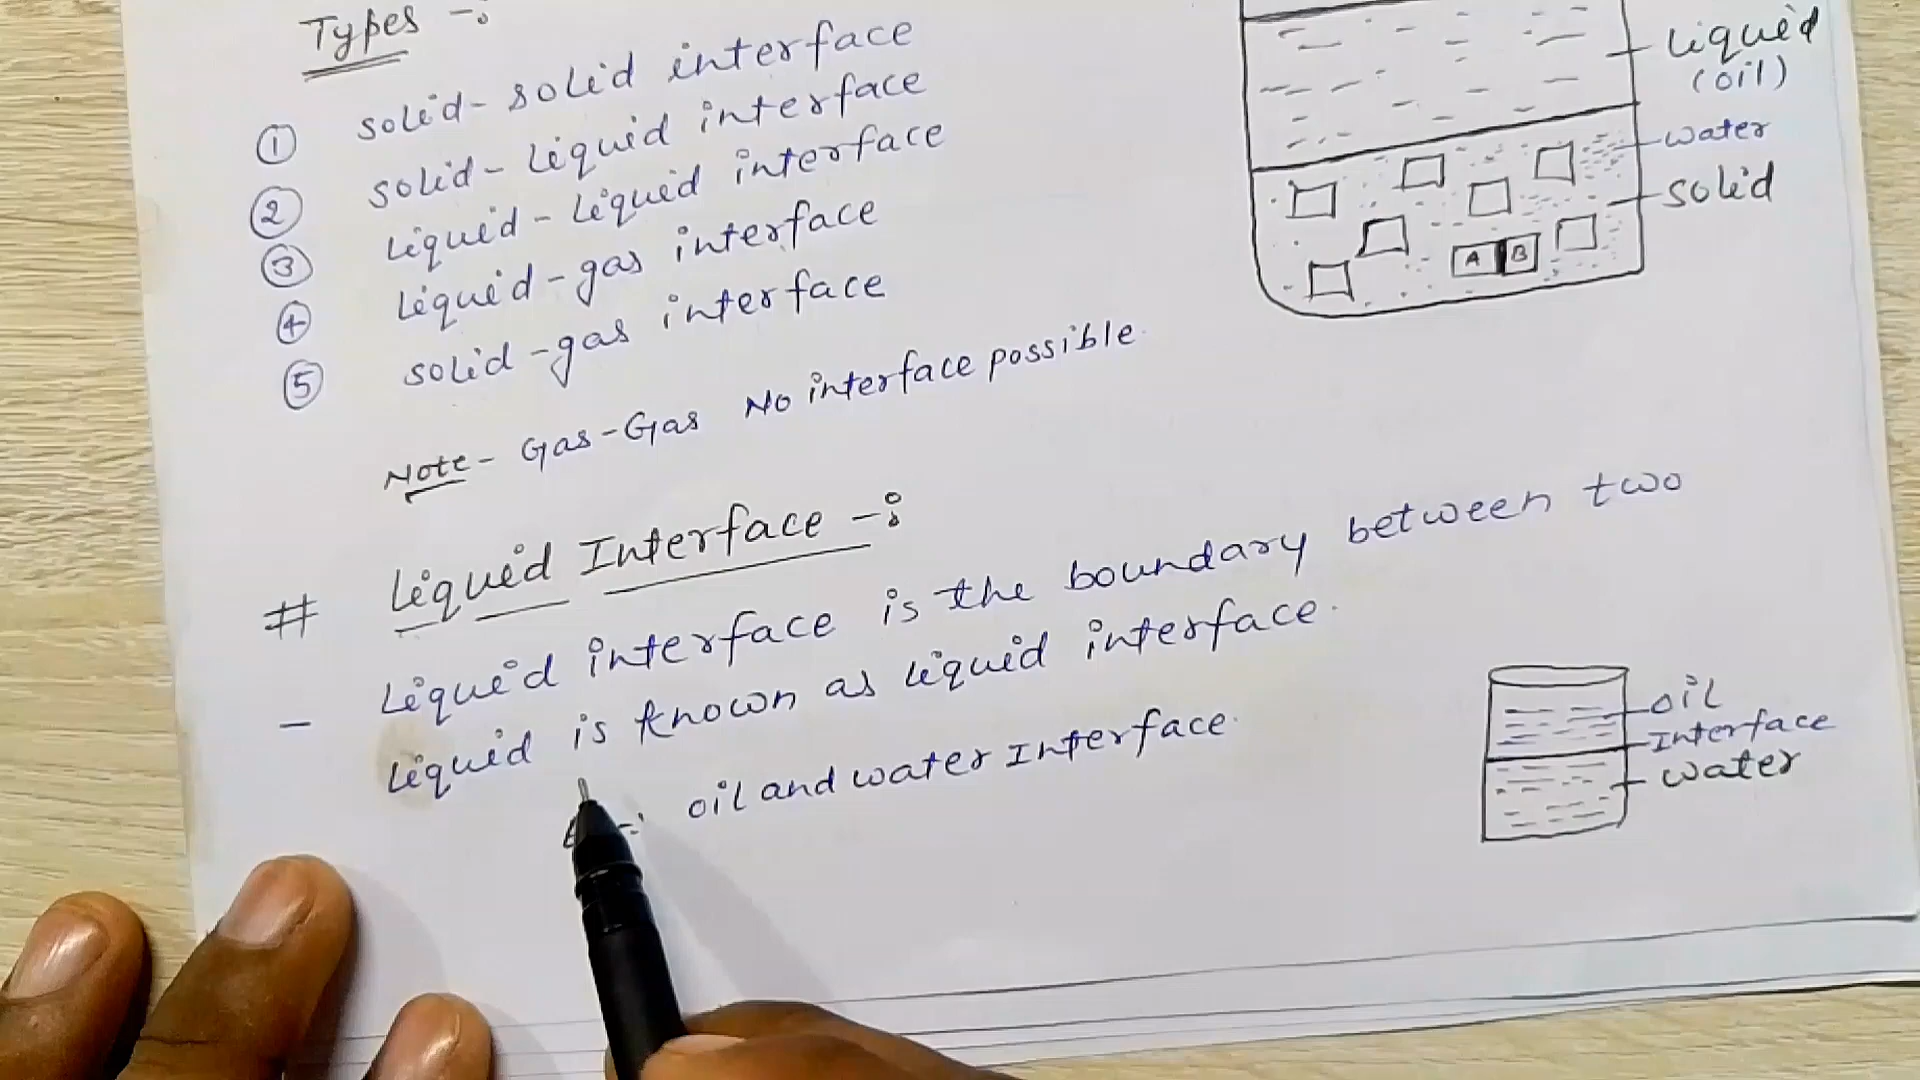 Types -:
① solid-solid interface
② solid-liquid interface
③ liquid-liquid interface
④ liquid-gas interface
⑤ solid-gas interface
Note- Gas-Gas No interface possible.
# Liquid Interface -:
- Liquid interface is the boundary between two
liquid is known as liquid interface.
oil and water Interface.
liquid
(oil)
water
solid
A B
oil
Interface
water